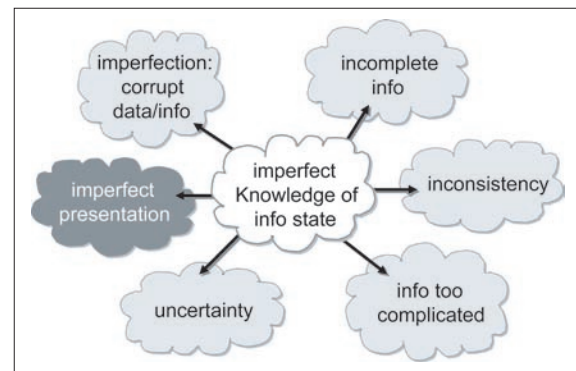 imperfection:
corrupt
data/info
incomplete
info
imperfect
presentation
imperfect
Knowledge of
info state
inconsistency
uncertainty
info too
complicated